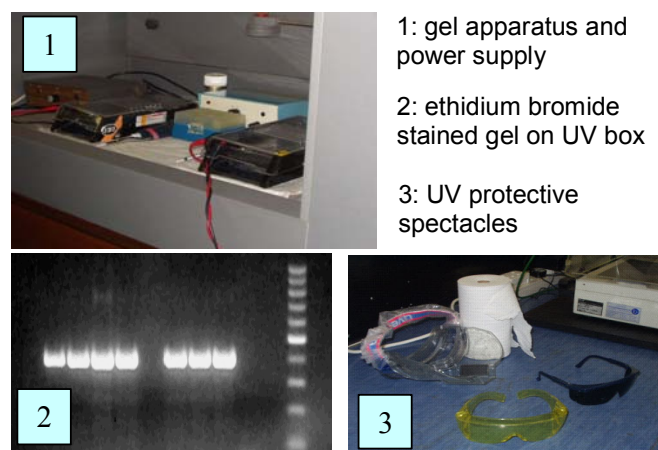 1
1: gel apparatus and
power supply
2: ethidium bromide
stained gel on UV box
3: UV protective
spectacles
2
3